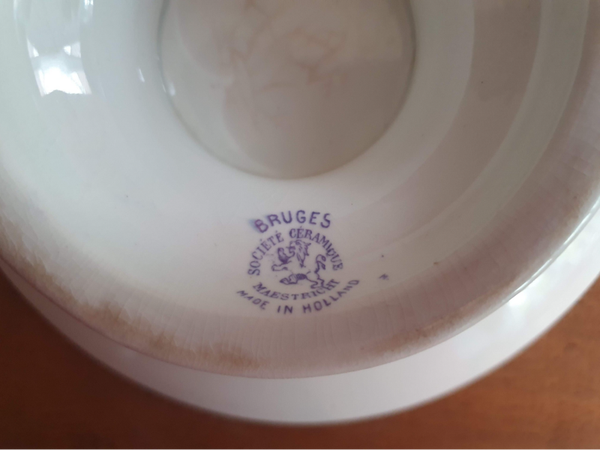 BRUGES
SOCIÉTÉ CÉRAMIQUE
MAESTRICHT
MADE IN HOLLAND